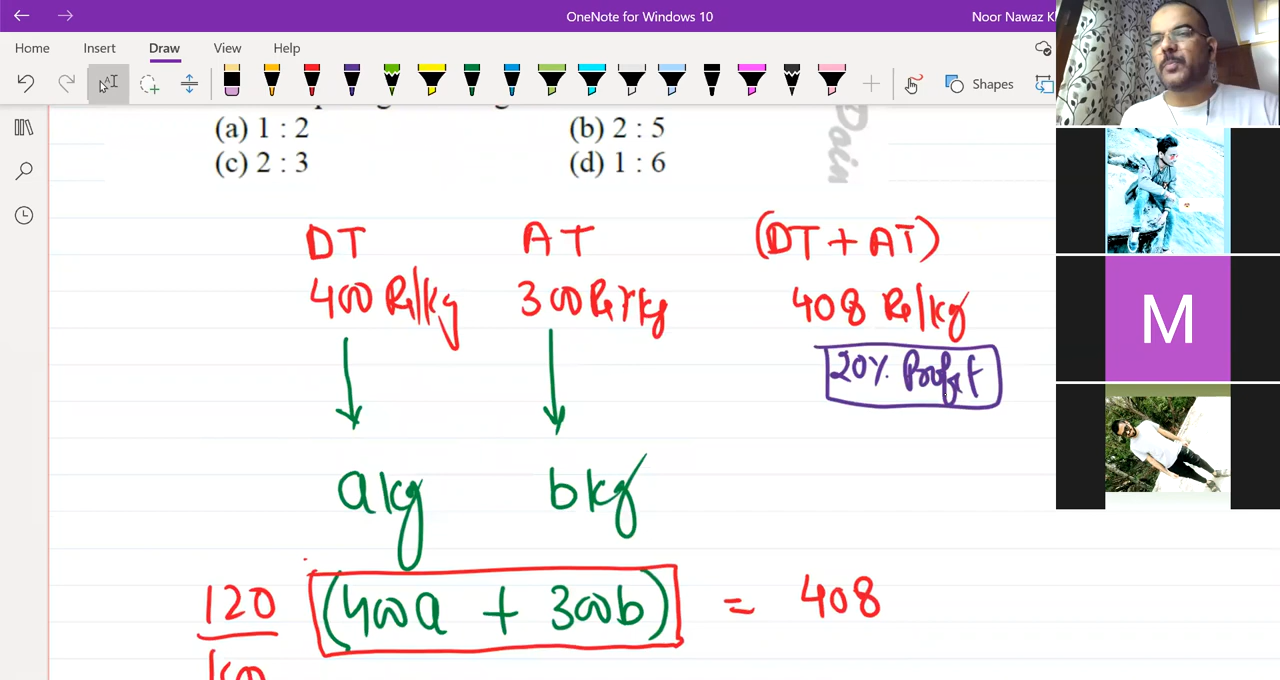 OneNote for Windows 10
Noor Nawaz K
Home Insert Draw View Help
Shapes
(a) 1 : 2 (b) 2 : 5
(c) 2 : 3 (d) 1 : 6
DT AT (DT + AT)
400 Rs/kg 300 Rs/kg 408 Rs/kg
20% Profit
a kg b kg
120 (400a + 300b) = 408
100
M